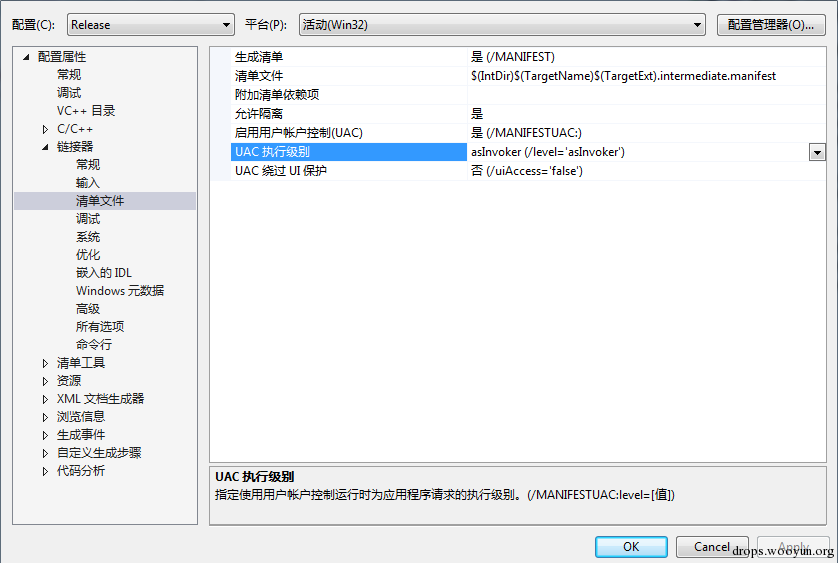 配置(C): Release 平台(P): 活动(Win32) 配置管理器(O)...
配置属性
常规
调试
VC++ 目录
C/C++
链接器
常规
输入
清单文件
调试
系统
优化
嵌入的 IDL
Windows 元数据
高级
所有选项
命令行
清单工具
资源
XML 文档生成器
浏览信息
生成事件
自定义生成步骤
代码分析
生成清单 是 (/MANIFEST)
清单文件 $(IntDir)$(TargetName)$(TargetExt).intermediate.manifest
附加清单依赖项
允许隔离 是
启用用户帐户控制(UAC) 是 (/MANIFESTUAC:)
UAC 执行级别 asInvoker (/level='asInvoker')
UAC 绕过 UI 保护 否 (/uiAccess='false')
UAC 执行级别
指定使用用户帐户控制运行时为应用程序请求的执行级别。(/MANIFESTUAC:level=[值])
OK Cancel Apply
drops.wooyun.org